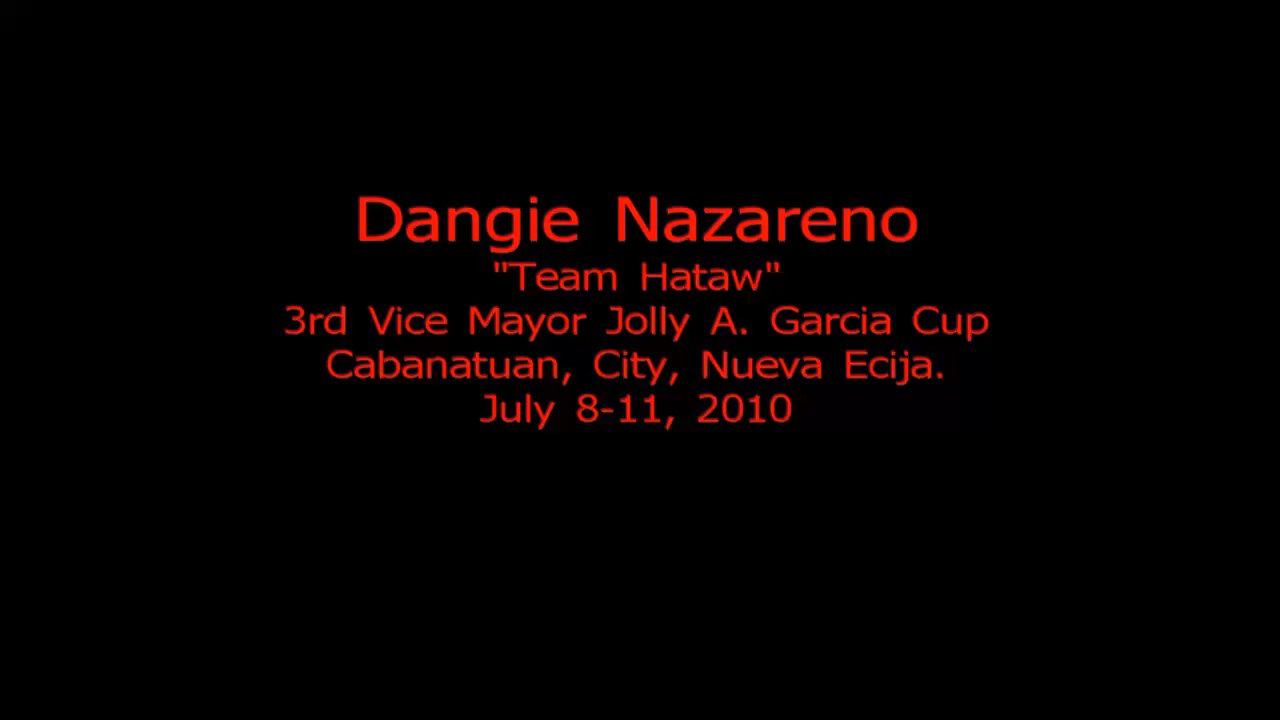 Dangie Nazareno
"Team Hataw"
3rd Vice Mayor Jolly A. Garcia Cup
Cabanatuan, City, Nueva Ecija.
July 8-11, 2010